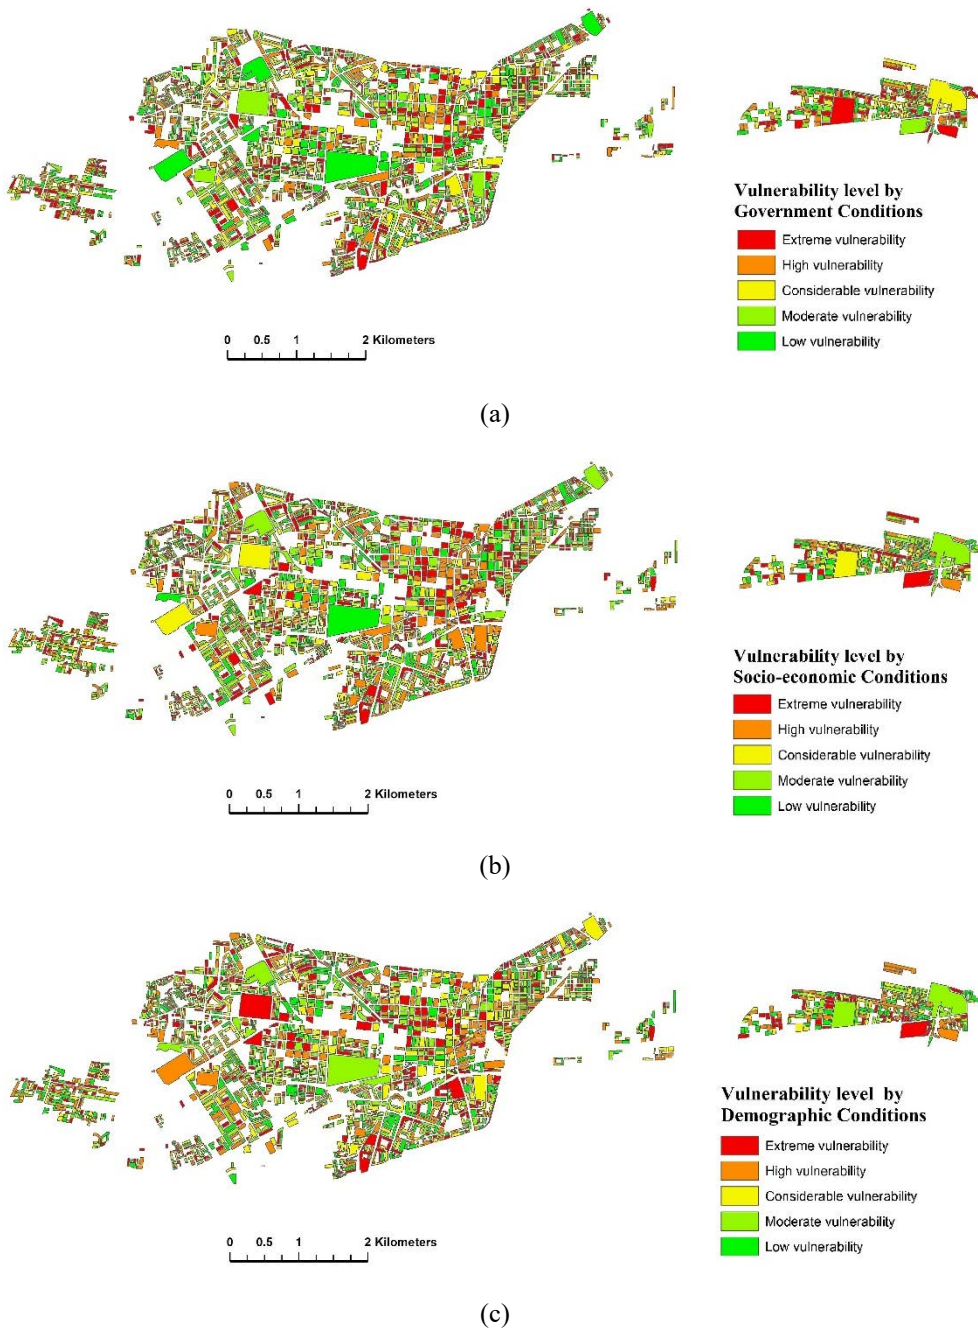 Vulnerability level by
Government Conditions
Extreme vulnerability
High vulnerability
Considerable vulnerability
Moderate vulnerability
Low vulnerability
0 0.5 1 2 Kilometers
(a)
Vulnerability level by
Socio-economic Conditions
Extreme vulnerability
High vulnerability
Considerable vulnerability
Moderate vulnerability
Low vulnerability
0 0.5 1 2 Kilometers
(b)
Vulnerability level by
Demographic Conditions
Extreme vulnerability
High vulnerability
Considerable vulnerability
Moderate vulnerability
Low vulnerability
0 0.5 1 2 Kilometers
(c)